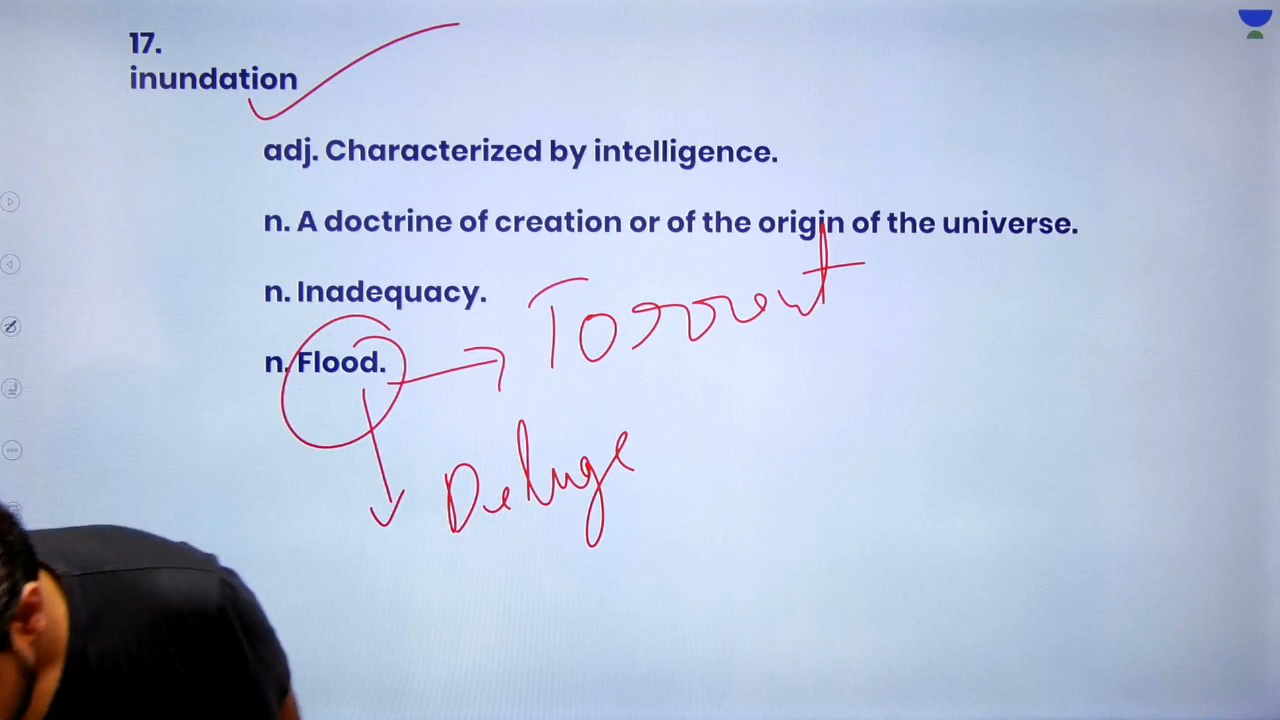 17.
inundation
adj. Characterized by intelligence.
n. A doctrine of creation or of the origin of the universe.
n. Inadequacy.
Torrent
n. Flood.
Deluge